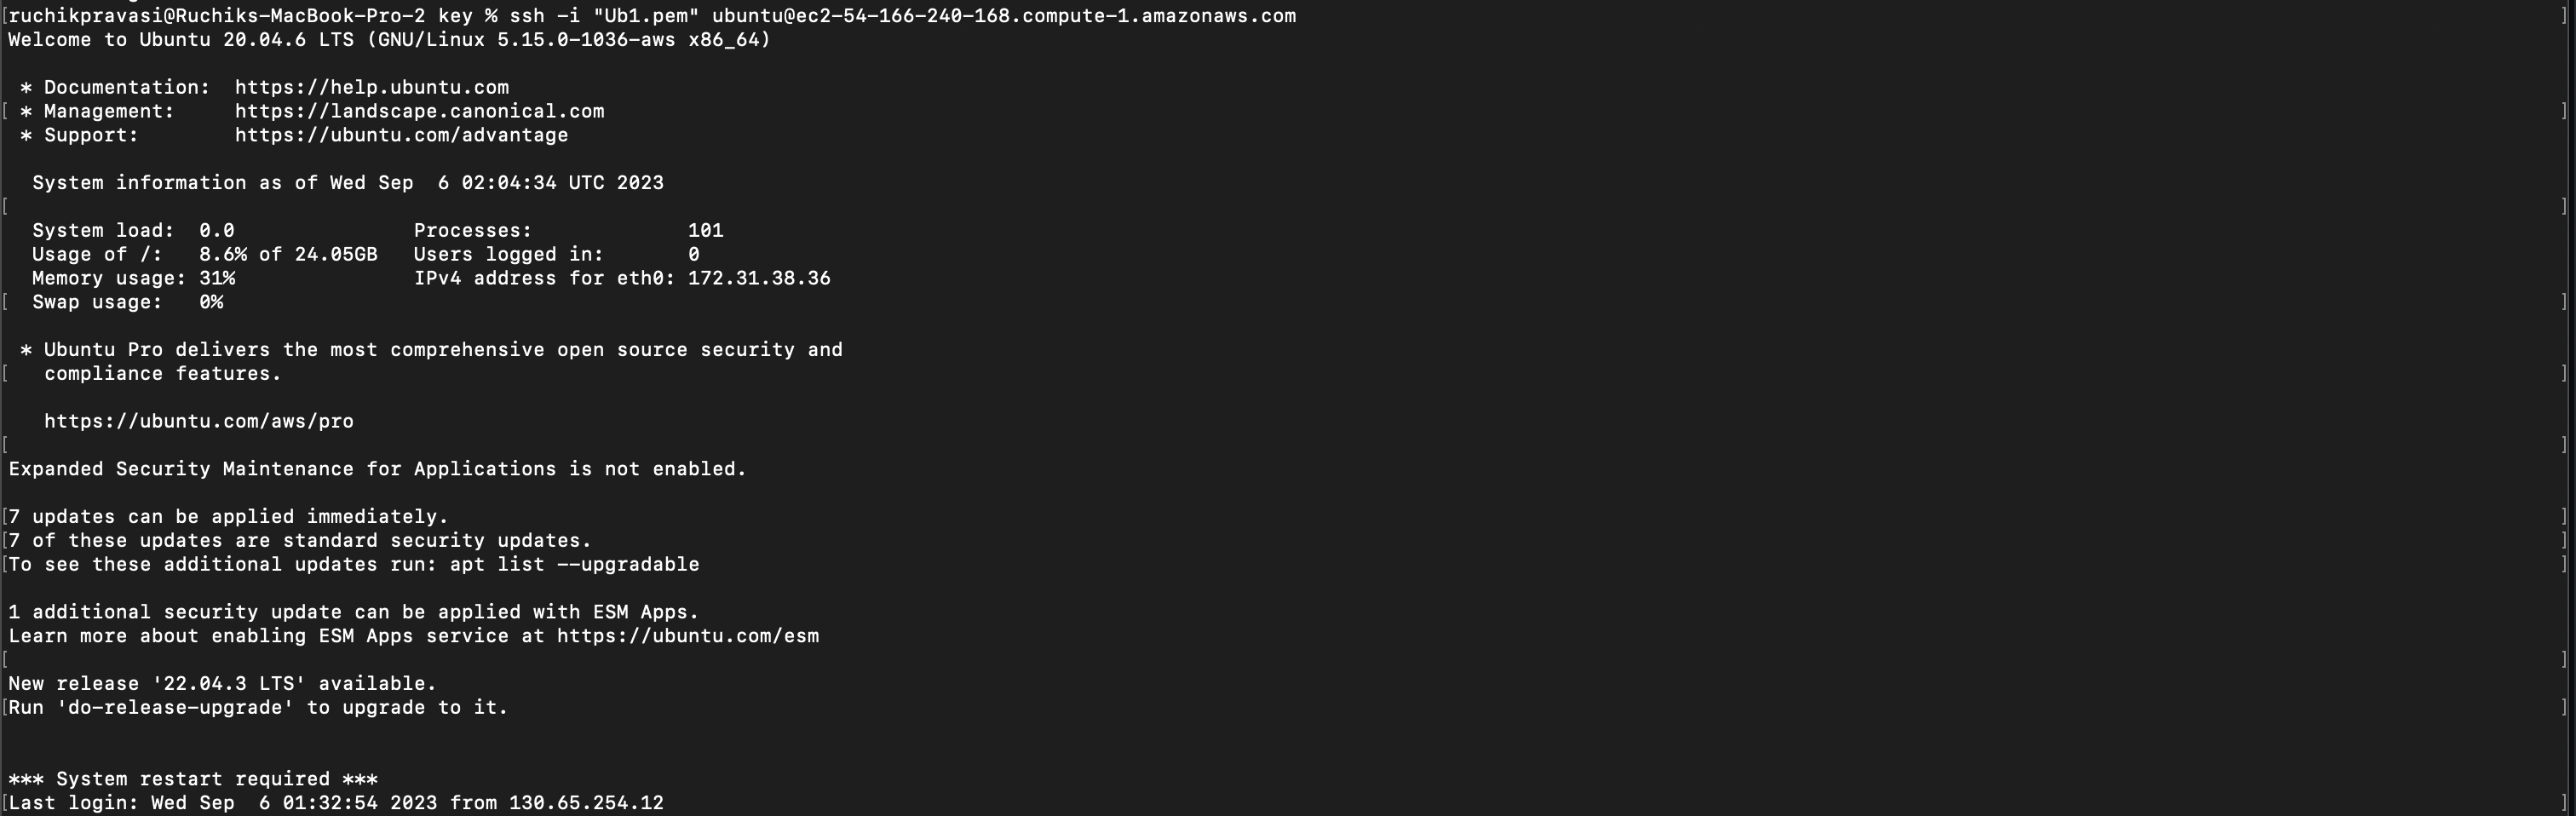 [ruchikpravasi@Ruchiks-MacBook-Pro-2 key % ssh -i "Ub1.pem" ubuntu@ec2-54-166-240-168.compute-1.amazonaws.com ]
Welcome to Ubuntu 20.04.6 LTS (GNU/Linux 5.15.0-1036-aws x86_64)
* Documentation:  https://help.ubuntu.com
[ * Management:     https://landscape.canonical.com ]
* Support:        https://ubuntu.com/advantage
System information as of Wed Sep  6 02:04:34 UTC 2023
[ ]
System load:  0.0               Processes:             101
Usage of /:   8.6% of 24.05GB   Users logged in:       0
Memory usage: 31%               IPv4 address for eth0: 172.31.38.36
[ Swap usage:   0% ]
* Ubuntu Pro delivers the most comprehensive open source security and
[ compliance features. ]
https://ubuntu.com/aws/pro
[ ]
Expanded Security Maintenance for Applications is not enabled.
[7 updates can be applied immediately. ]
[7 of these updates are standard security updates. ]
[To see these additional updates run: apt list --upgradable ]
1 additional security update can be applied with ESM Apps.
Learn more about enabling ESM Apps service at https://ubuntu.com/esm
[ ]
New release '22.04.3 LTS' available.
[Run 'do-release-upgrade' to upgrade to it. ]
*** System restart required ***
[Last login: Wed Sep  6 01:32:54 2023 from 130.65.254.12 ]